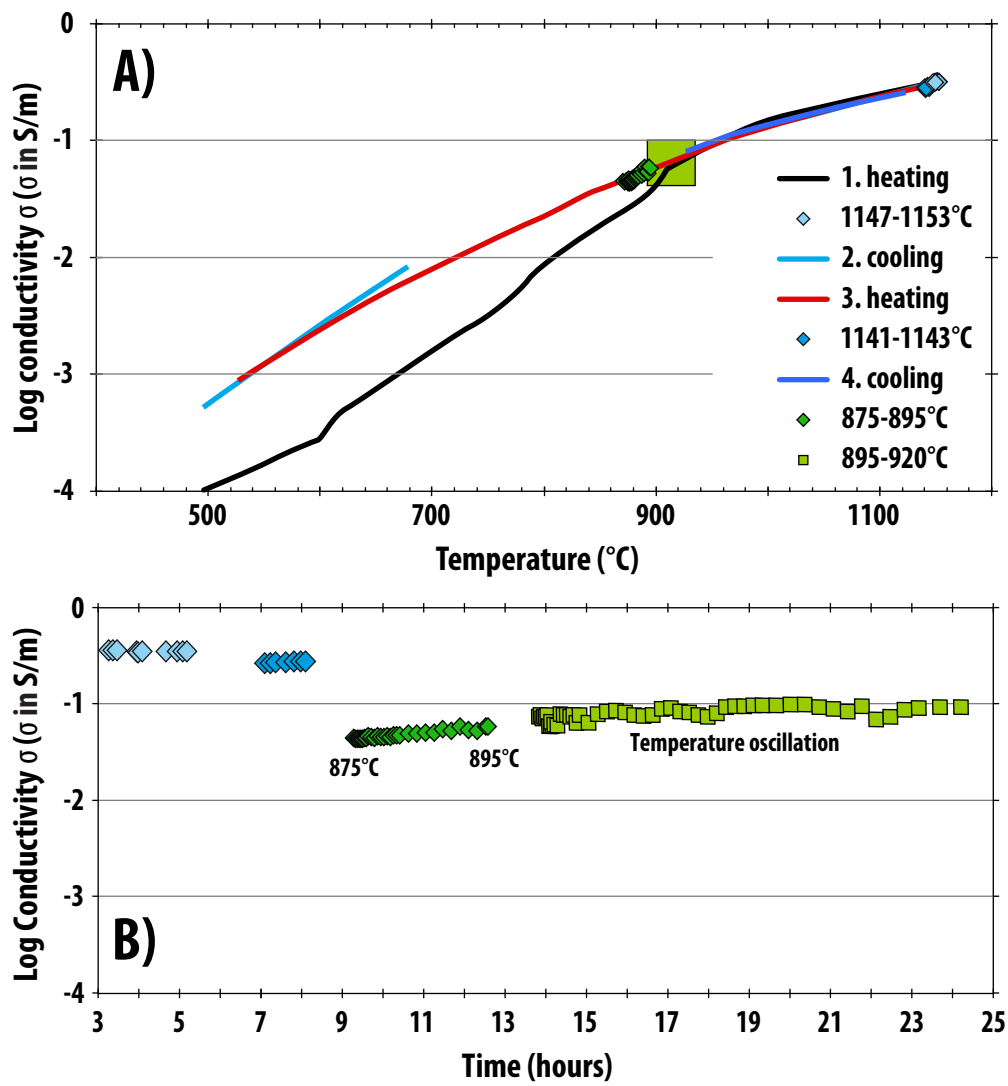 A)
Log conductivity σ (σ in S/m)
0
-1
-2
-3
-4
500
700
900
1100
Temperature (°C)
1. heating
1147-1153°C
2. cooling
3. heating
1141-1143°C
4. cooling
875-895°C
895-920°C
B)
Log Conductivity σ (σ in S/m)
0
-1
-2
-3
-4
875°C
895°C
Temperature oscillation
3
5
7
9
11
13
15
17
19
21
23
25
Time (hours)